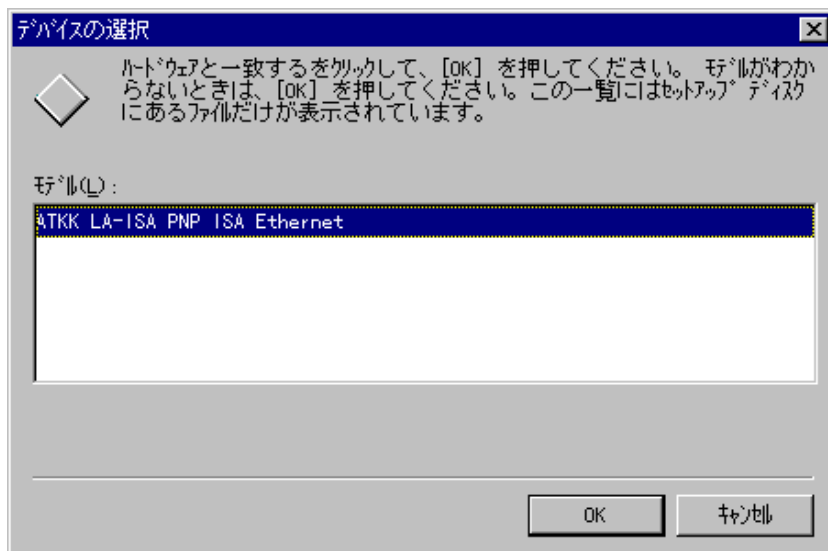 ﾃﾞﾊﾞｲｽの選択
ﾊｰﾄﾞｳｪｱと一致するをｸﾘｯｸして、[OK] を押してください。 ﾓﾃﾞﾙがわか
らないときは、[OK] を押してください。この一覧にはｾｯﾄｱｯﾌﾟ ﾃﾞｨｽｸ
にあるﾌｧｲﾙだけが表示されています。
ﾓﾃﾞﾙ(L):
ATKK LA-ISA PNP ISA Ethernet
OK
ｷｬﾝｾﾙ